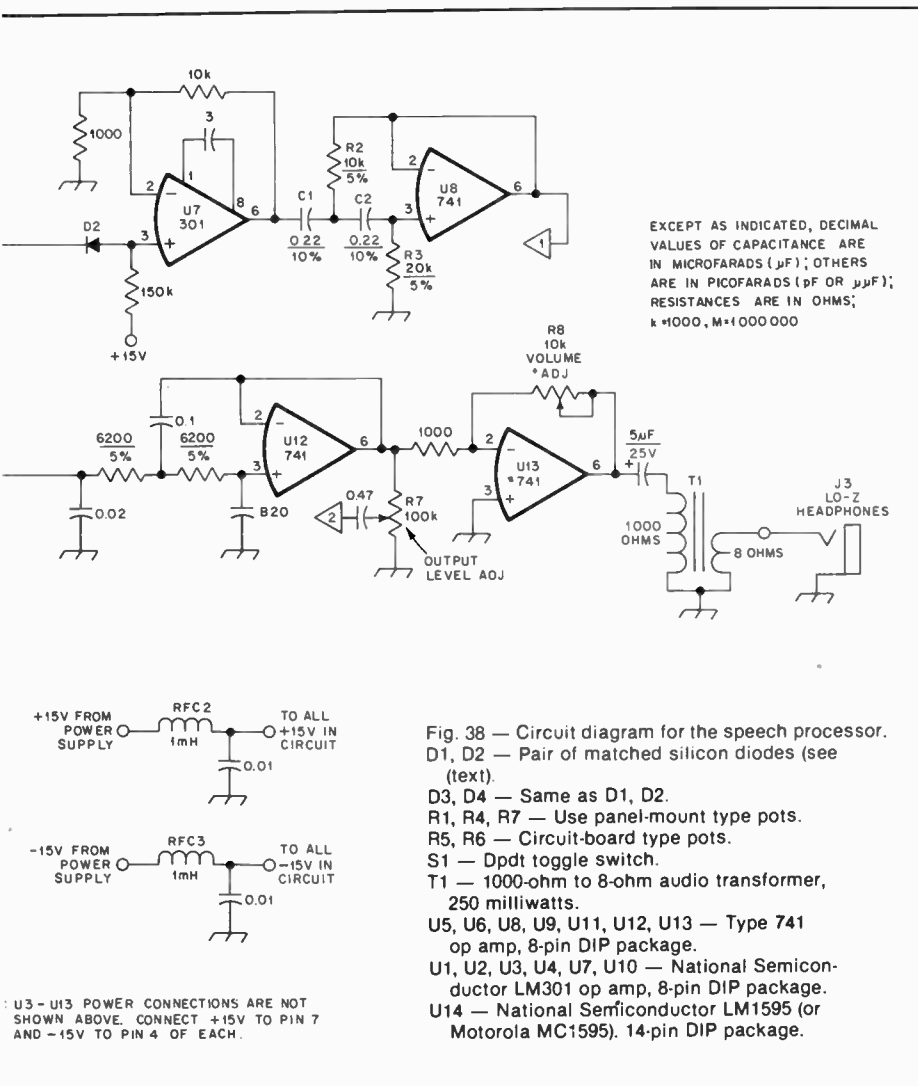 10k
3
1000
1
2
−
U7
301
8
6
D2
3
+
150k
+15V
C1
0.22
10%
R2
10k
5%
C2
0.22
10%
2
−
U8
741
6
3
+
R3
20k
5%
1
EXCEPT AS INDICATED, DECIMAL
VALUES OF CAPACITANCE ARE
IN MICROFARADS (µF); OTHERS
ARE IN PICOFARADS (pF OR µµF);
RESISTANCES ARE IN OHMS;
k=1000, M=1000000
0.1
6200
5%
6200
5%
0.02
820
2
−
U12
741
6
3
+
2
0.47
R7
100k
OUTPUT
LEVEL ADJ
1000
R8
10k
VOLUME
*ADJ
2
−
U13
*741
6
3
+
5µF
25V
+
T1
1000
OHMS
8 OHMS
J3
LO-Z
HEADPHONES
+15V FROM
POWER
SUPPLY
RFC2
1mH
0.01
TO ALL
+15V IN
CIRCUIT
-15V FROM
POWER
SUPPLY
RFC3
1mH
0.01
TO ALL
-15V IN
CIRCUIT
: U3-U13 POWER CONNECTIONS ARE NOT
SHOWN ABOVE. CONNECT +15V TO PIN 7
AND -15V TO PIN 4 OF EACH.
Fig. 38 — Circuit diagram for the speech processor.
D1, D2 — Pair of matched silicon diodes (see
(text).
D3, D4 — Same as D1, D2.
R1, R4, R7 — Use panel-mount type pots.
R5, R6 — Circuit-board type pots.
S1 — Dpdt toggle switch.
T1 — 1000-ohm to 8-ohm audio transformer,
250 milliwatts.
U5, U6, U8, U9, U11, U12, U13 — Type 741
op amp, 8-pin DIP package.
U1, U2, U3, U4, U7, U10 — National Semicon-
ductor LM301 op amp, 8-pin DIP package.
U14 — National Semiconductor LM1595 (or
Motorola MC1595). 14-pin DIP package.